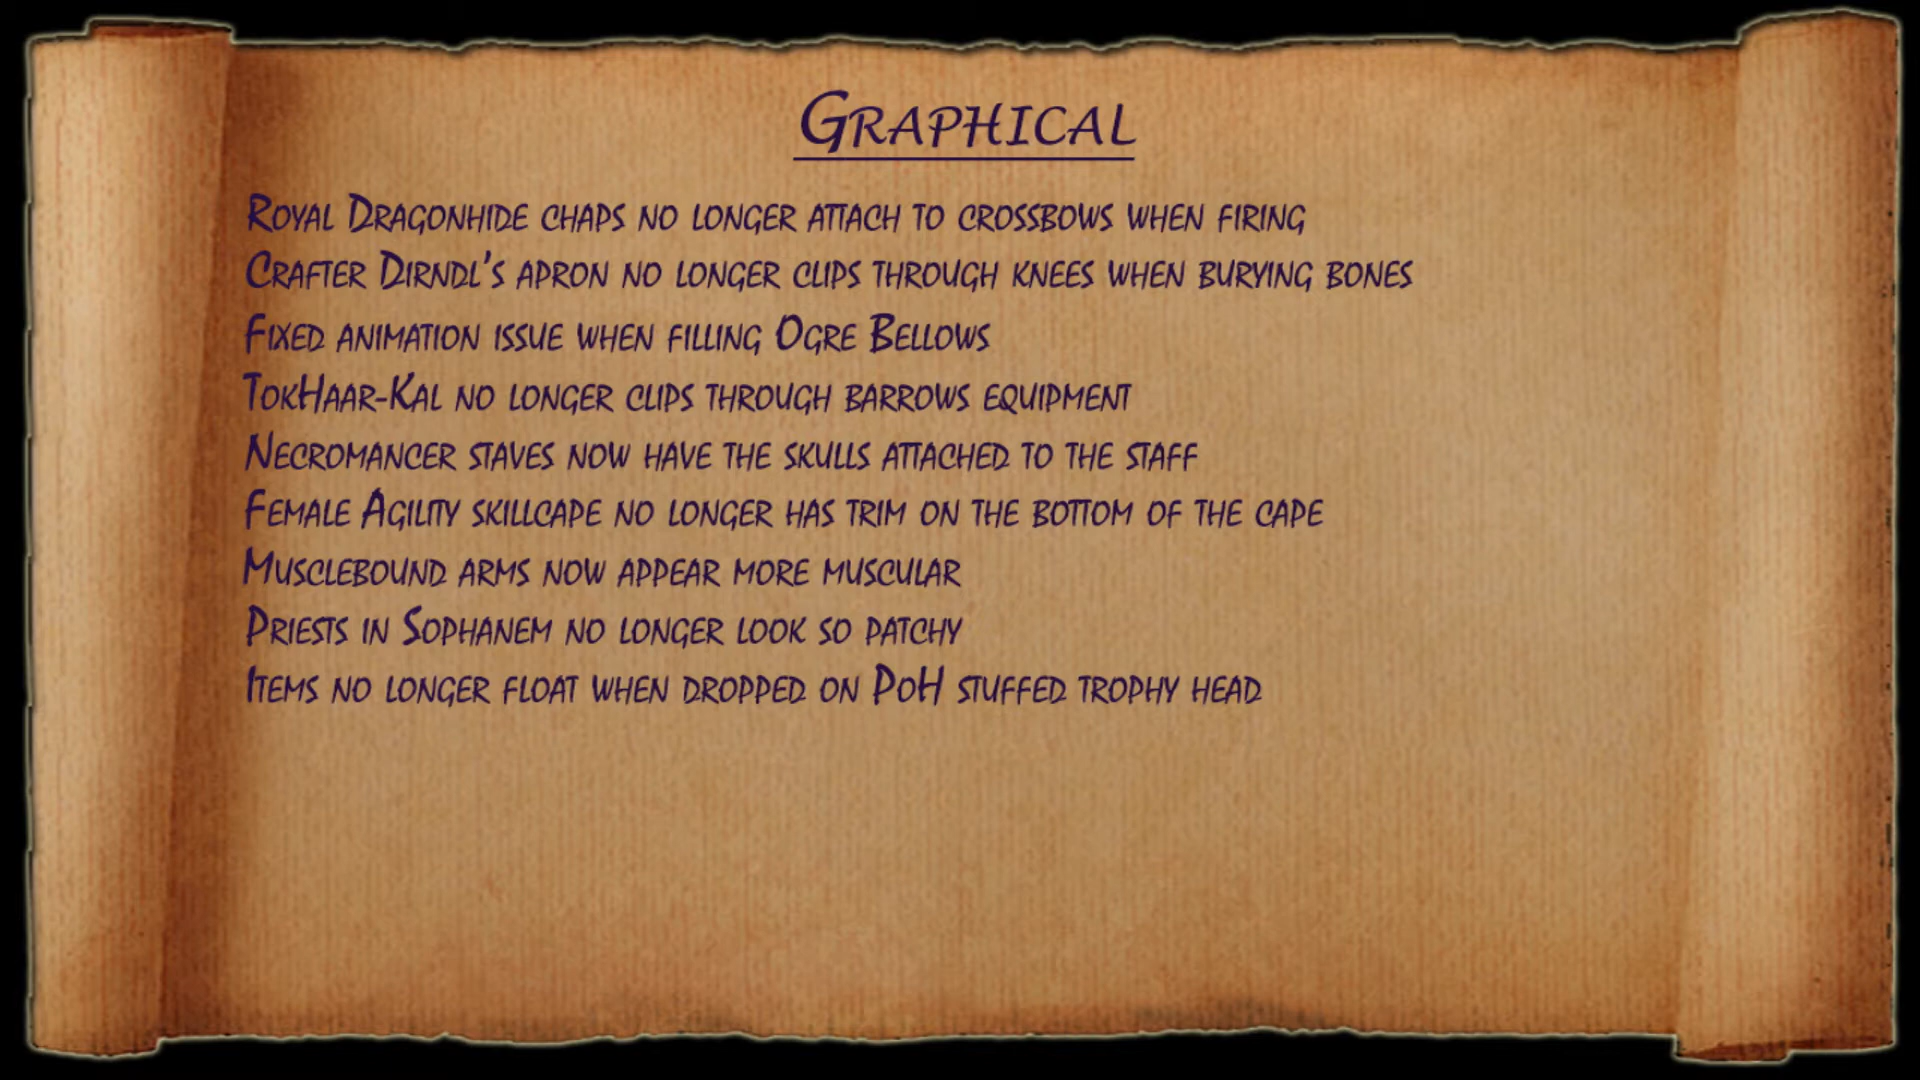 Graphical
Royal Dragonhide chaps no longer attach to crossbows when firing
Crafter Dirndl's apron no longer clips through knees when burying bones
Fixed animation issue when filling Ogre Bellows
TokHaar-Kal no longer clips through barrows equipment
Necromancer staves now have the skulls attached to the staff
Female Agility skillcape no longer has trim on the bottom of the cape
Musclebound arms now appear more muscular
Priests in Sophanem no longer look so patchy
Items no longer float when dropped on PoH stuffed trophy head